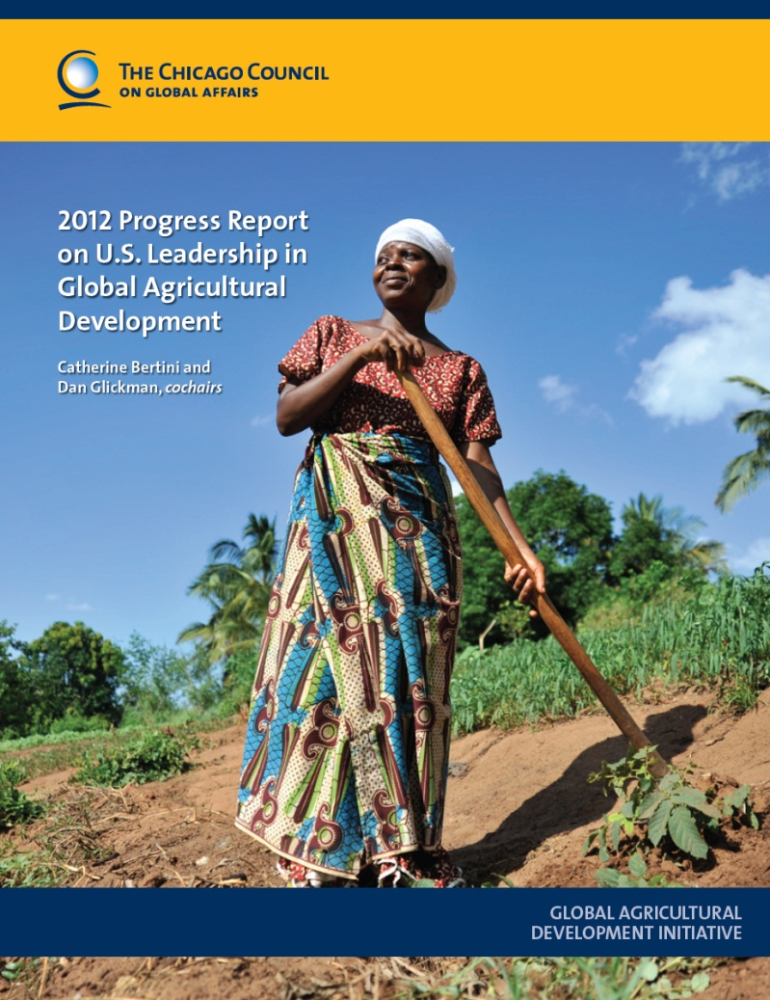 THE CHICAGO COUNCIL
ON GLOBAL AFFAIRS
2012 Progress Report
on U.S. Leadership in
Global Agricultural
Development
Catherine Bertini and
Dan Glickman, cochairs
GLOBAL AGRICULTURAL
DEVELOPMENT INITIATIVE